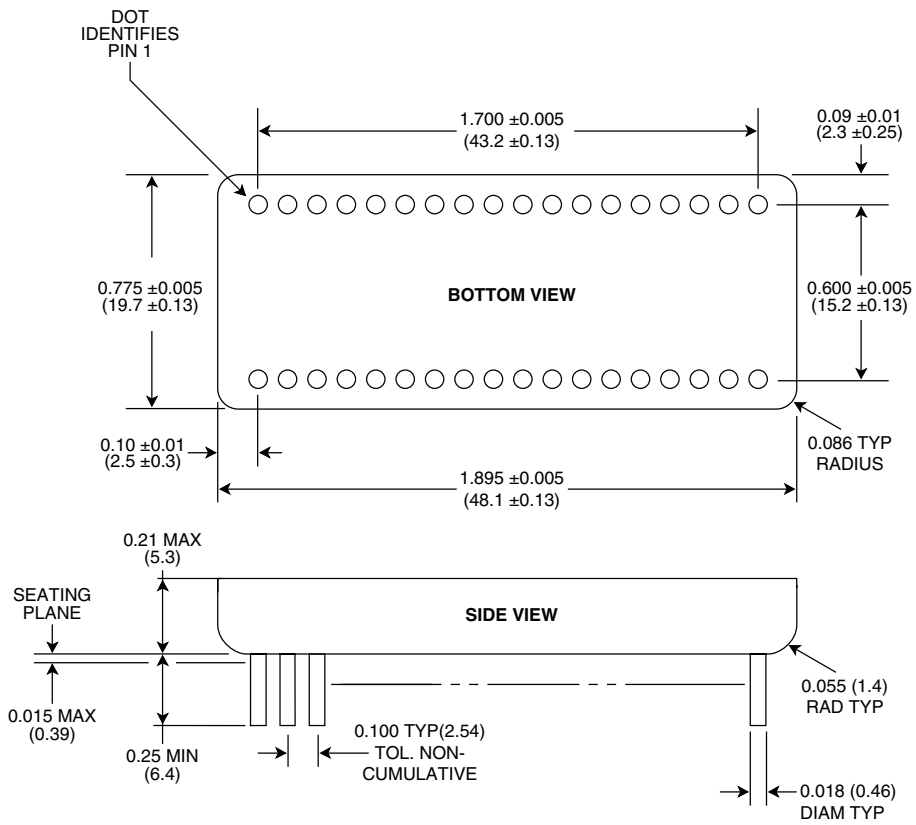 DOT
IDENTIFIES
PIN 1
1.700 ±0.005
(43.2 ±0.13)
0.09 ±0.01
(2.3 ±0.25)
0.775 ±0.005
(19.7 ±0.13)
BOTTOM VIEW
0.600 ±0.005
(15.2 ±0.13)
0.10 ±0.01
(2.5 ±0.3)
0.086 TYP
RADIUS
1.895 ±0.005
(48.1 ±0.13)
0.21 MAX
(5.3)
SEATING
PLANE
SIDE VIEW
0.055 (1.4)
RAD TYP
0.015 MAX
(0.39)
0.25 MIN
(6.4)
0.100 TYP(2.54)
TOL. NON-
CUMULATIVE
0.018 (0.46)
DIAM TYP